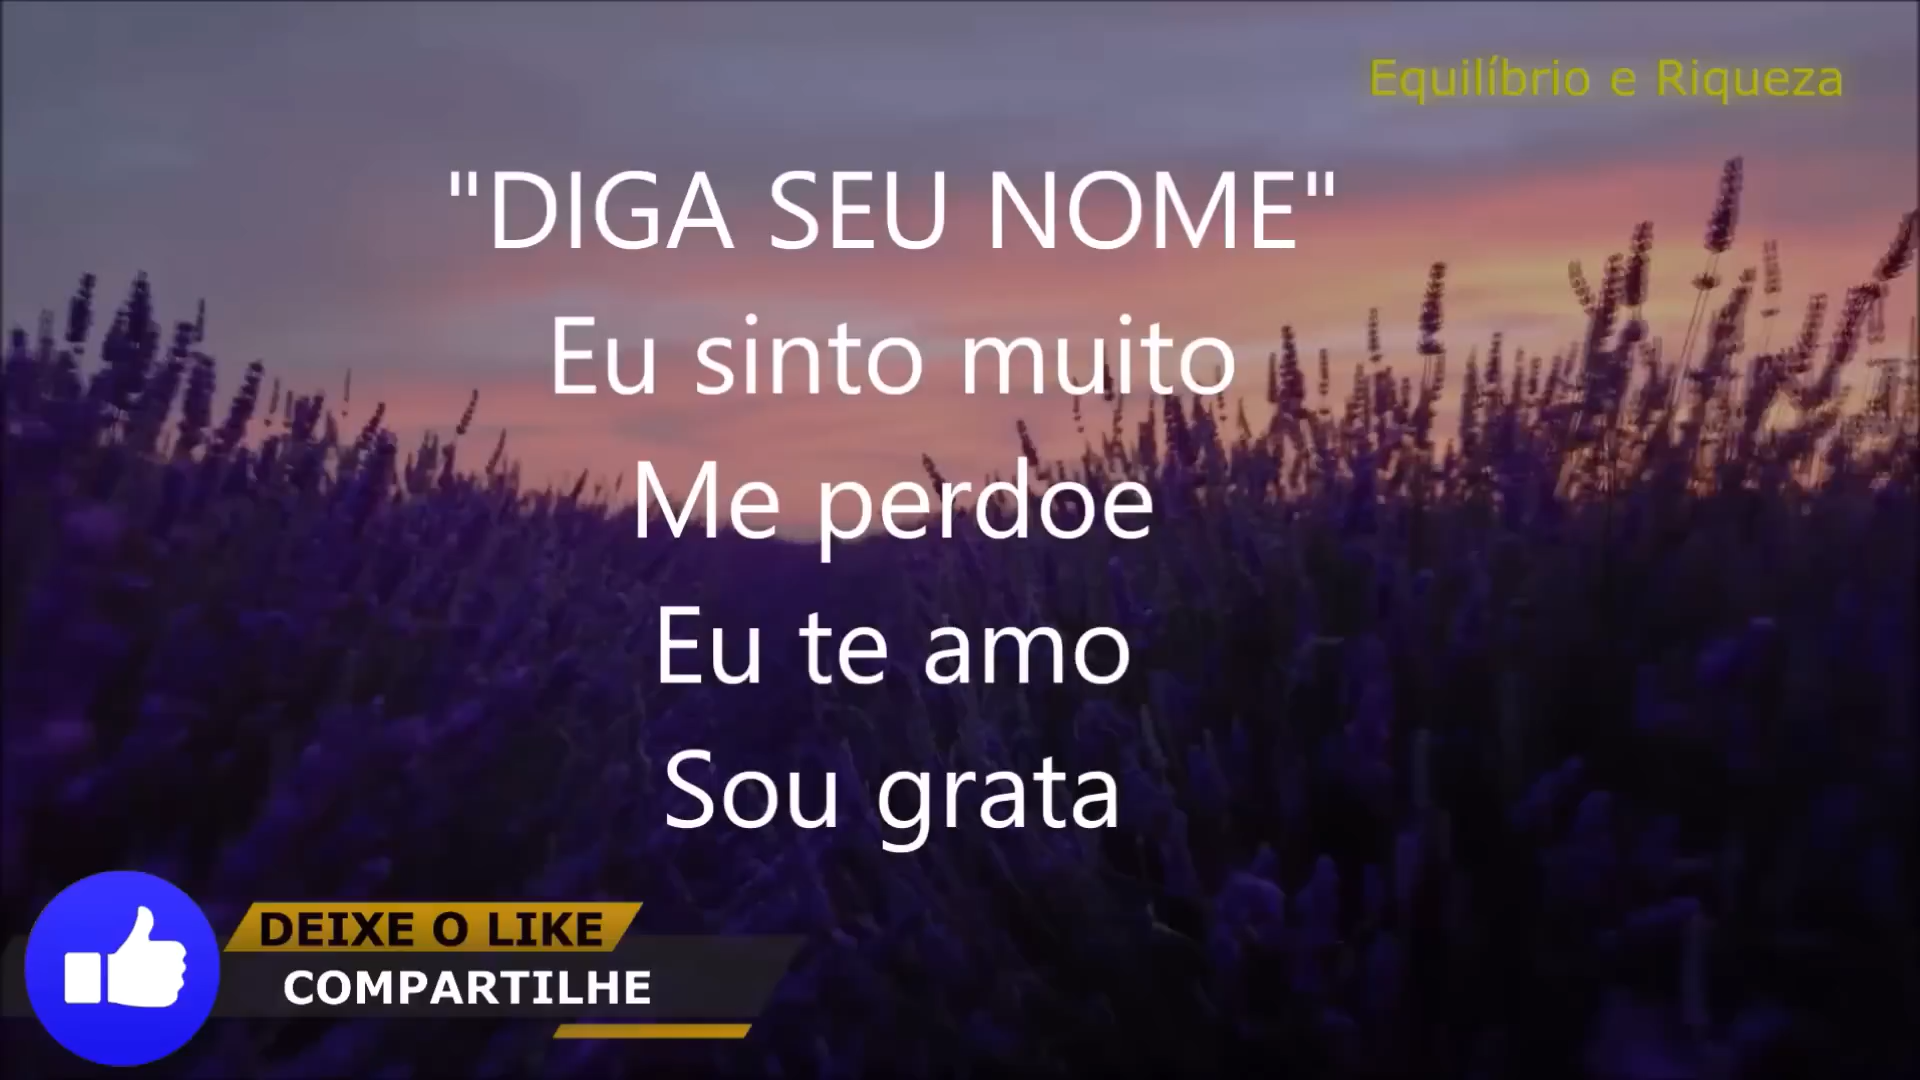 Equilíbrio e Riqueza
"DIGA SEU NOME"
Eu sinto muito
Me perdoe
Eu te amo
Sou grata
DEIXE O LIKE
COMPARTILHE